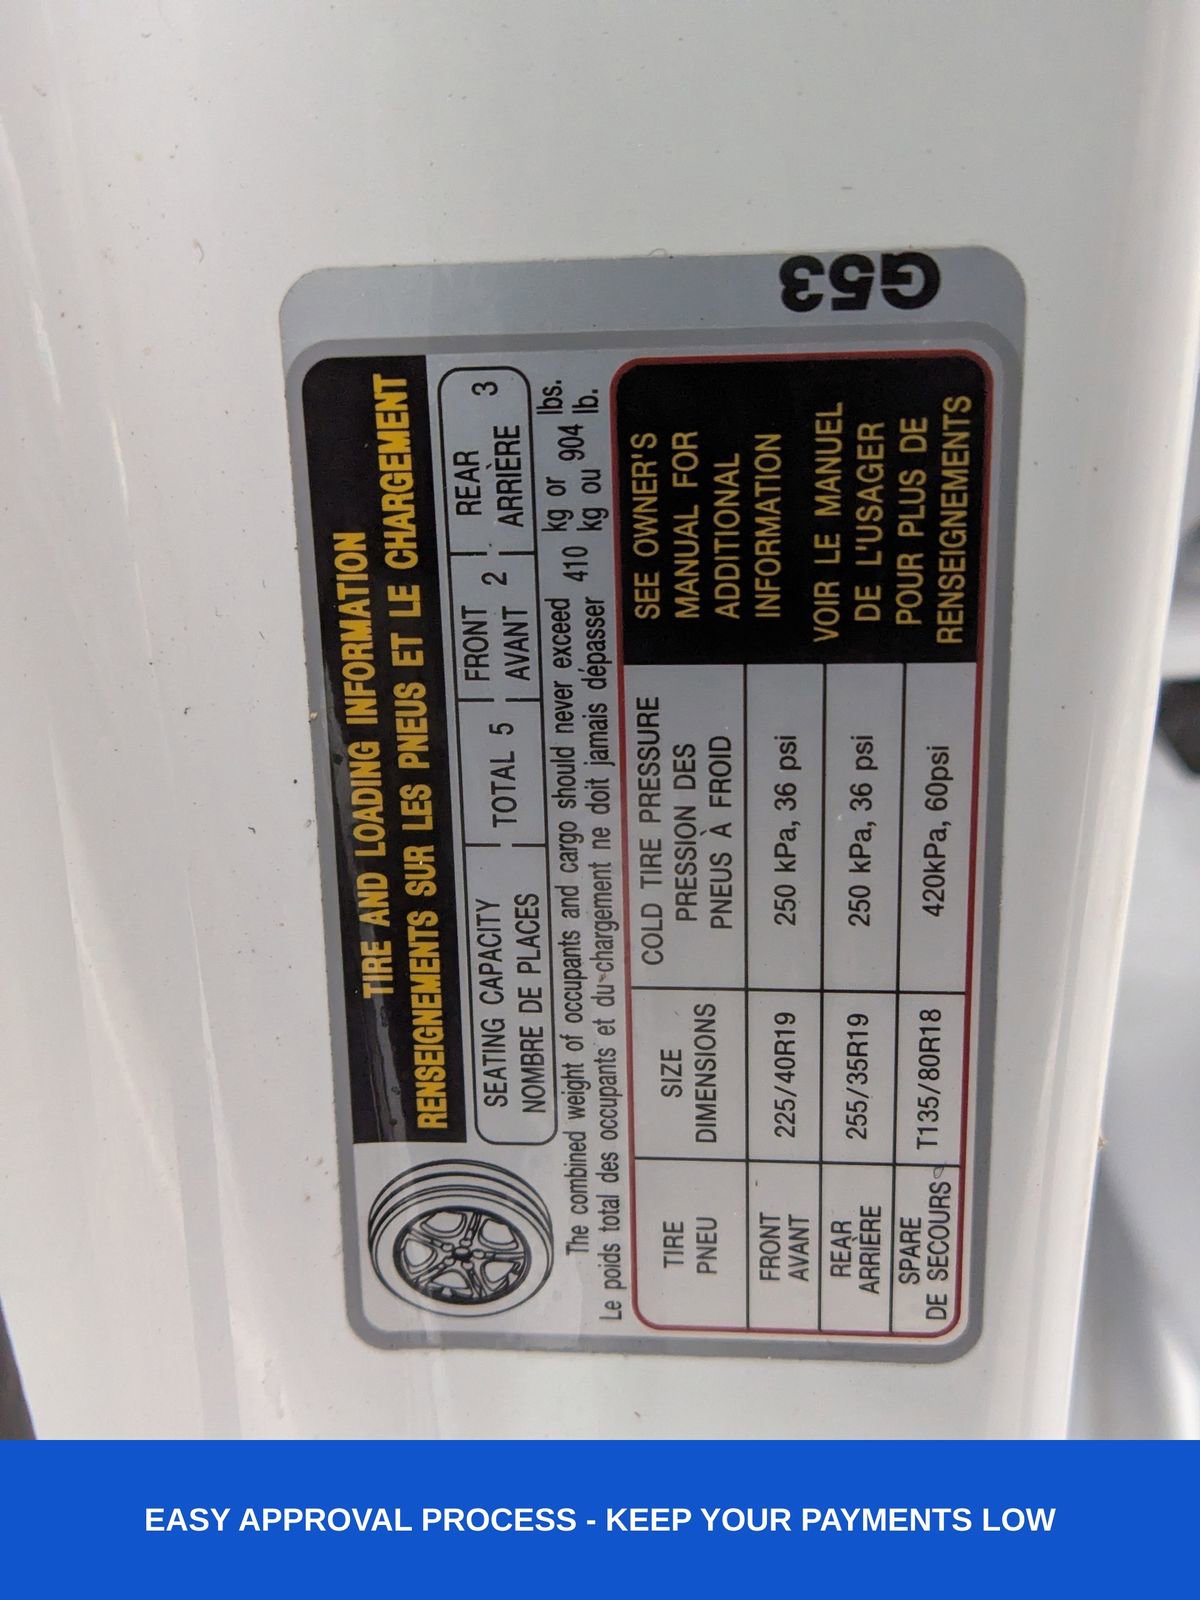 TIRE AND LOADING INFORMATION
RENSEIGNEMENTS SUR LES PNEUS ET LE CHARGEMENT
SEATING CAPACITY
NOMBRE DE PLACES
TOTAL 5
FRONT
AVANT 2
REAR
ARRIÈRE 3
The combined weight of occupants and cargo should never exceed 410 kg or 904 lbs.
Le poids total des occupants et du chargement ne doit jamais dépasser 410 kg ou 904 lb.
TIRE
PNEU
SIZE
DIMENSIONS
COLD TIRE PRESSURE
PRESSION DES
PNEUS À FROID
FRONT
AVANT
225/40R19
250 kPa, 36 psi
REAR
ARRIÈRE
255/35R19
250 kPa, 36 psi
SPARE
DE SECOURS
T135/80R18
420kPa, 60psi
SEE OWNER'S
MANUAL FOR
ADDITIONAL
INFORMATION
VOIR LE MANUEL
DE L'USAGER
POUR PLUS DE
RENSEIGNEMENTS
G53
EASY APPROVAL PROCESS - KEEP YOUR PAYMENTS LOW